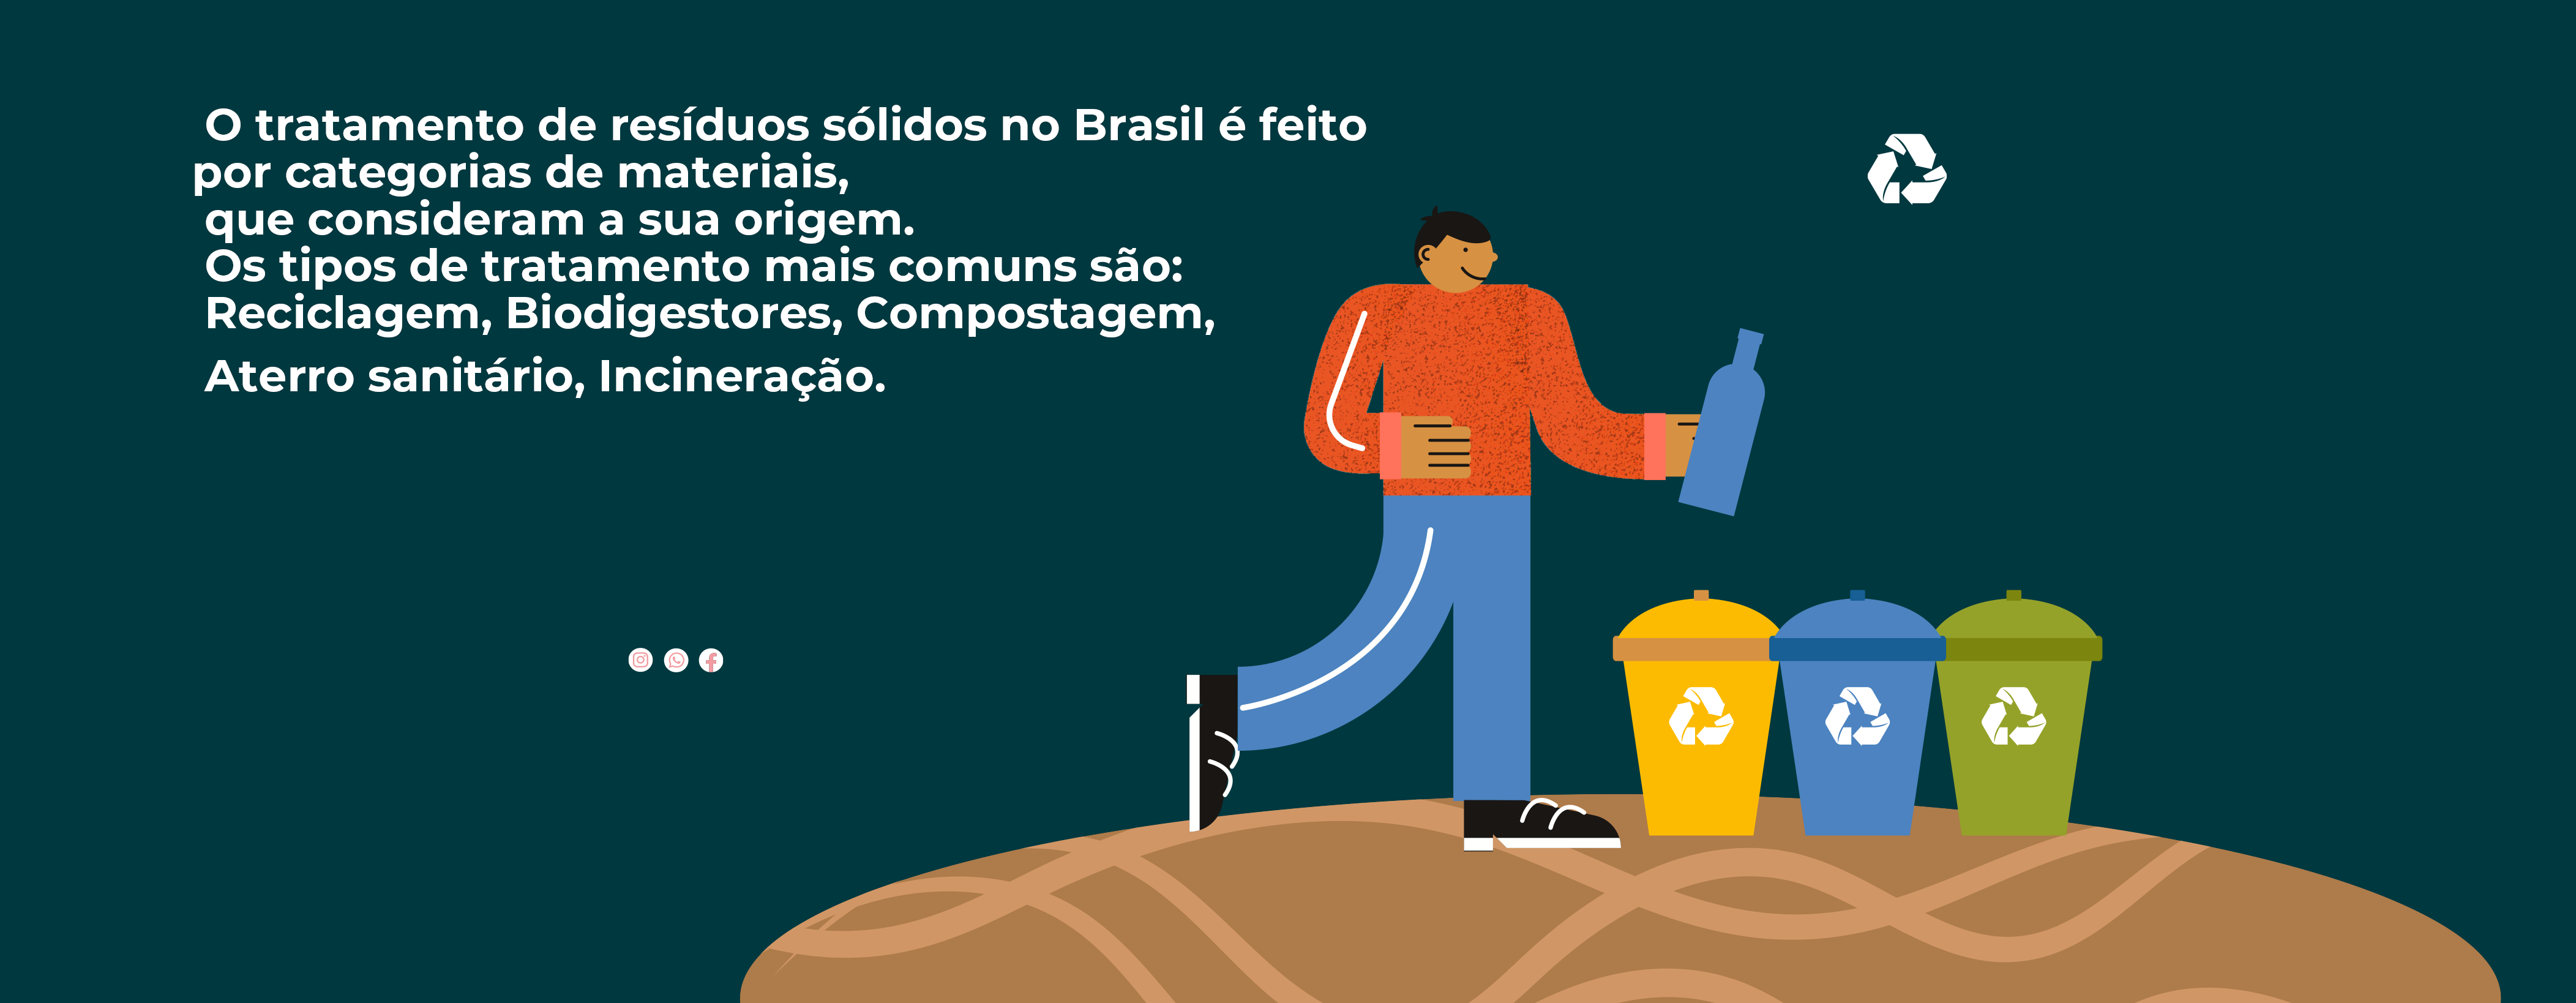 O tratamento de resíduos sólidos no Brasil é feito
por categorias de materiais,
que consideram a sua origem.
Os tipos de tratamento mais comuns são:
Reciclagem, Biodigestores, Compostagem,
Aterro sanitário, Incineração.